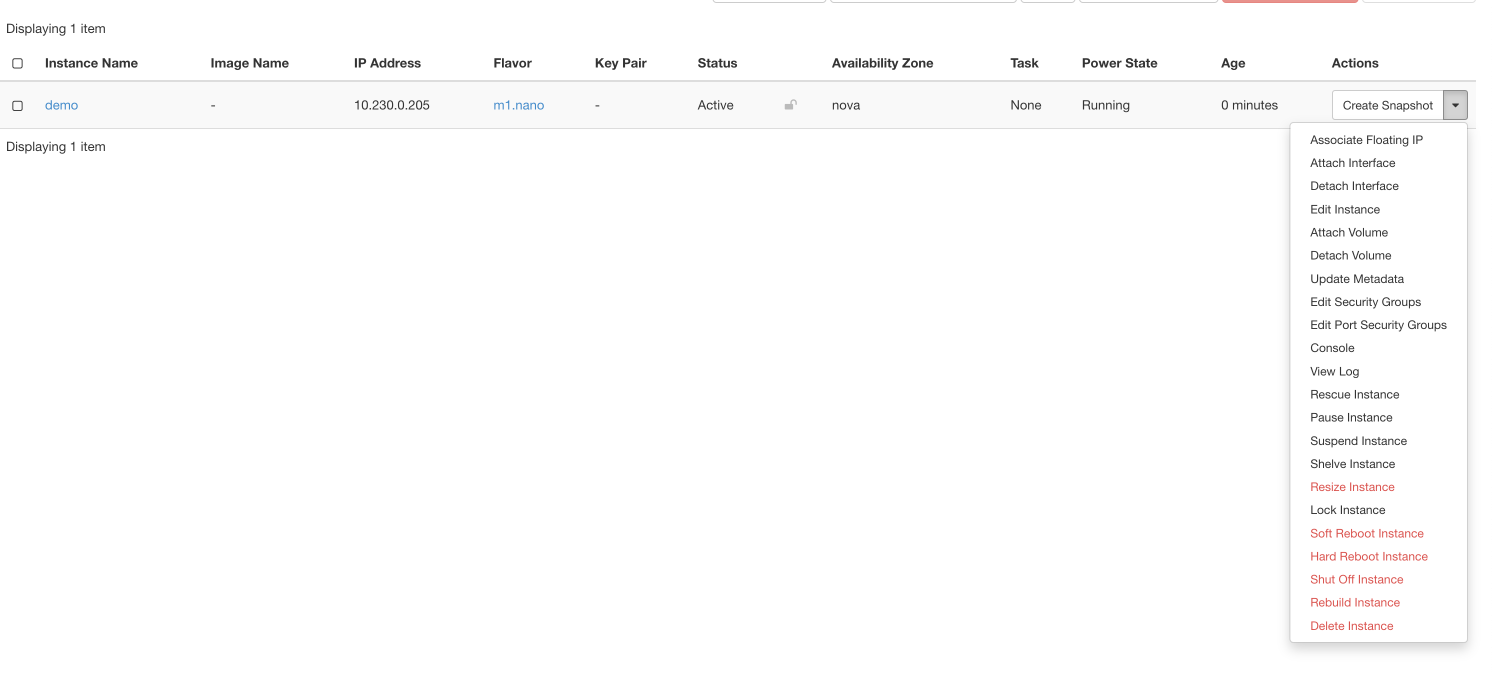 Displaying 1 item
Instance Name Image Name IP Address Flavor Key Pair Status Availability Zone Task Power State Age Actions
demo - 10.230.0.205 m1.nano - Active nova None Running 0 minutes Create Snapshot
Displaying 1 item
Associate Floating IP
Attach Interface
Detach Interface
Edit Instance
Attach Volume
Detach Volume
Update Metadata
Edit Security Groups
Edit Port Security Groups
Console
View Log
Rescue Instance
Pause Instance
Suspend Instance
Shelve Instance
Resize Instance
Lock Instance
Soft Reboot Instance
Hard Reboot Instance
Shut Off Instance
Rebuild Instance
Delete Instance